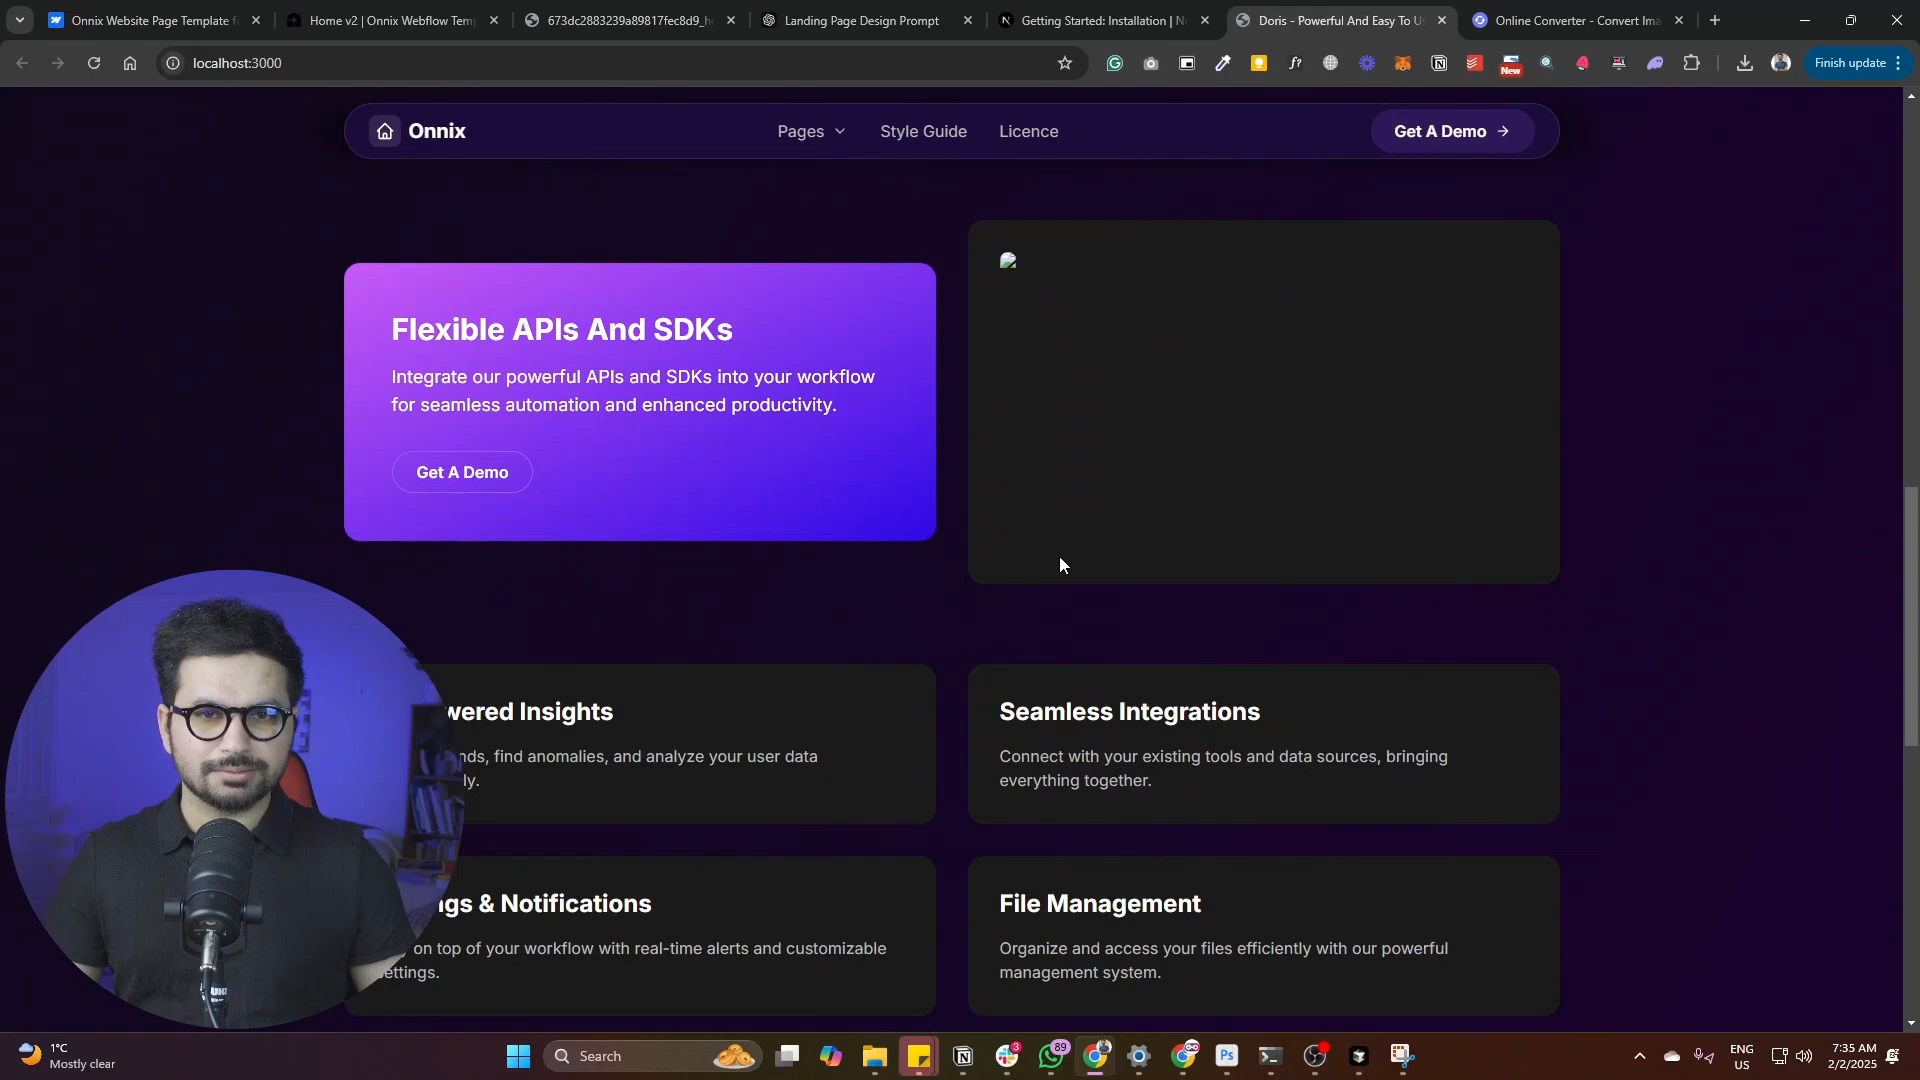 Onnix Website Page Template f
Home v2 | Onnix Webflow Tem
673dc2883239a89817fec8d9_h
Landing Page Design Prompt
Getting Started: Installation | N
Doris - Powerful And Easy To U
Online Converter - Convert Ima
localhost:3000
New
Finish update
Onnix
Pages
Style Guide
Licence
Get A Demo
Flexible APIs And SDKs
Integrate our powerful APIs and SDKs into your workflow
for seamless automation and enhanced productivity.
Get A Demo
wered Insights
nds, find anomalies, and analyze your user data
ly.
Seamless Integrations
Connect with your existing tools and data sources, bringing
everything together.
gs & Notifications
on top of your workflow with real-time alerts and customizable
settings.
File Management
Organize and access your files efficiently with our powerful
management system.
1°C
Mostly clear
Search
3
89
Ps
ENG
US
7:35 AM
2/2/2025